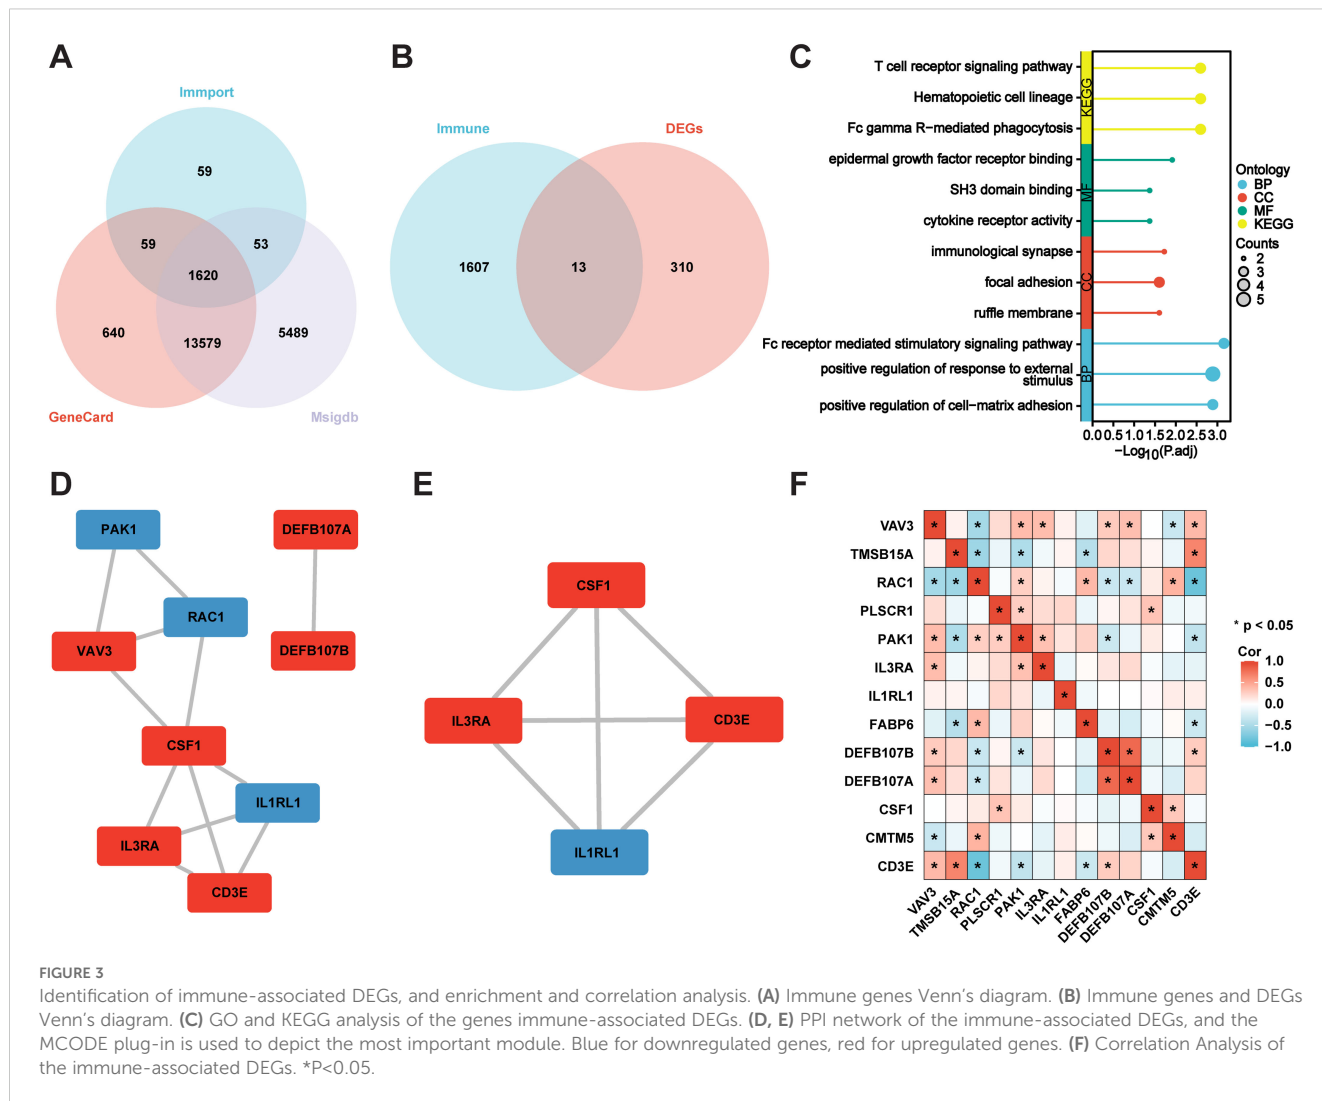 A
Immport
59
59
53
1620
640
13579
5489
GeneCard
Msigdb
B
Immune
DEGs
1607
13
310
C
T cell receptor signaling pathway
Hematopoietic cell lineage
Fc gamma R−mediated phagocytosis
epidermal growth factor receptor binding
SH3 domain binding
cytokine receptor activity
immunological synapse
focal adhesion
ruffle membrane
Fc receptor mediated stimulatory signaling pathway
positive regulation of response to external
stimulus
positive regulation of cell−matrix adhesion
KEGG
MF
CC
BP
0.0 0.5 1.0 1.5 2.0 2.5 3.0
−Log10(P.adj)
Ontology
BP
CC
MF
KEGG
Counts
2
3
4
5
D
PAK1
DEFB107A
RAC1
VAV3
DEFB107B
CSF1
IL1RL1
IL3RA
CD3E
E
CSF1
IL3RA
CD3E
IL1RL1
F
VAV3
* * * * * * * *
TMSB15A
* * * * *
RAC1
* * * * * * * * *
PLSCR1
* * *
PAK1
* * * * * * * *
IL3RA
* * *
IL1RL1
*
FABP6
* * * *
DEFB107B
* * * * * *
DEFB107A
* * * *
CSF1
* * *
CMTM5
* * * *
CD3E
* * * * * * *
VAV3 TMSB15A RAC1 PLSCR1 PAK1 IL3RA IL1RL1 FABP6 DEFB107B DEFB107A CSF1 CMTM5 CD3E
* p < 0.05
Cor
1.0
0.5
0.0
−0.5
−1.0
FIGURE 3
Identification of immune-associated DEGs, and enrichment and correlation analysis. (A) Immune genes Venn's diagram. (B) Immune genes and DEGs
Venn's diagram. (C) GO and KEGG analysis of the genes immune-associated DEGs. (D, E) PPI network of the immune-associated DEGs, and the
MCODE plug-in is used to depict the most important module. Blue for downregulated genes, red for upregulated genes. (F) Correlation Analysis of
the immune-associated DEGs. *P<0.05.